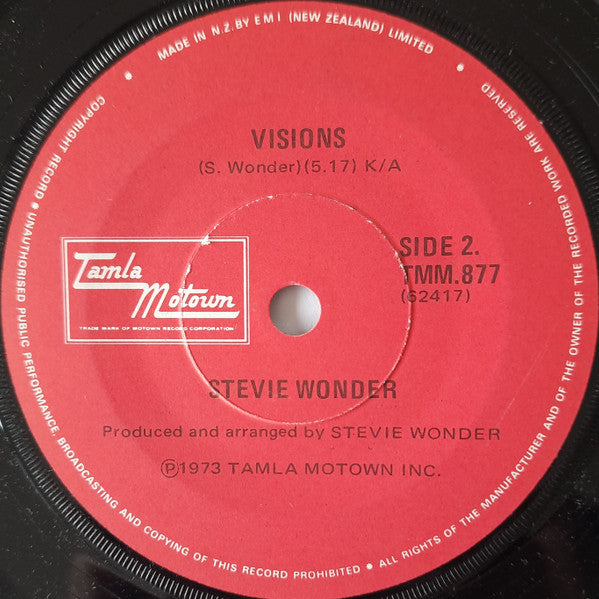 MADE IN N.Z. BY E M I (NEW ZEALAND) LIMITED
VISIONS
(S. Wonder)(5.17) K/A
Tamla
Motown
TRADE MARK OF MOTOWN RECORD CORPORATION
SIDE 2.
TMM.877
(62417)
STEVIE WONDER
Produced and arranged by STEVIE WONDER
Ⓟ1973 TAMLA MOTOWN INC.
COPYRIGHT RECORD • UNAUTHORISED PUBLIC PERFORMANCE, BROADCASTING AND COPYING OF THIS RECORD PROHIBITED • ALL RIGHTS OF THE MANUFACTURER AND OF THE OWNER OF THE RECORDED WORK ARE RESERVED